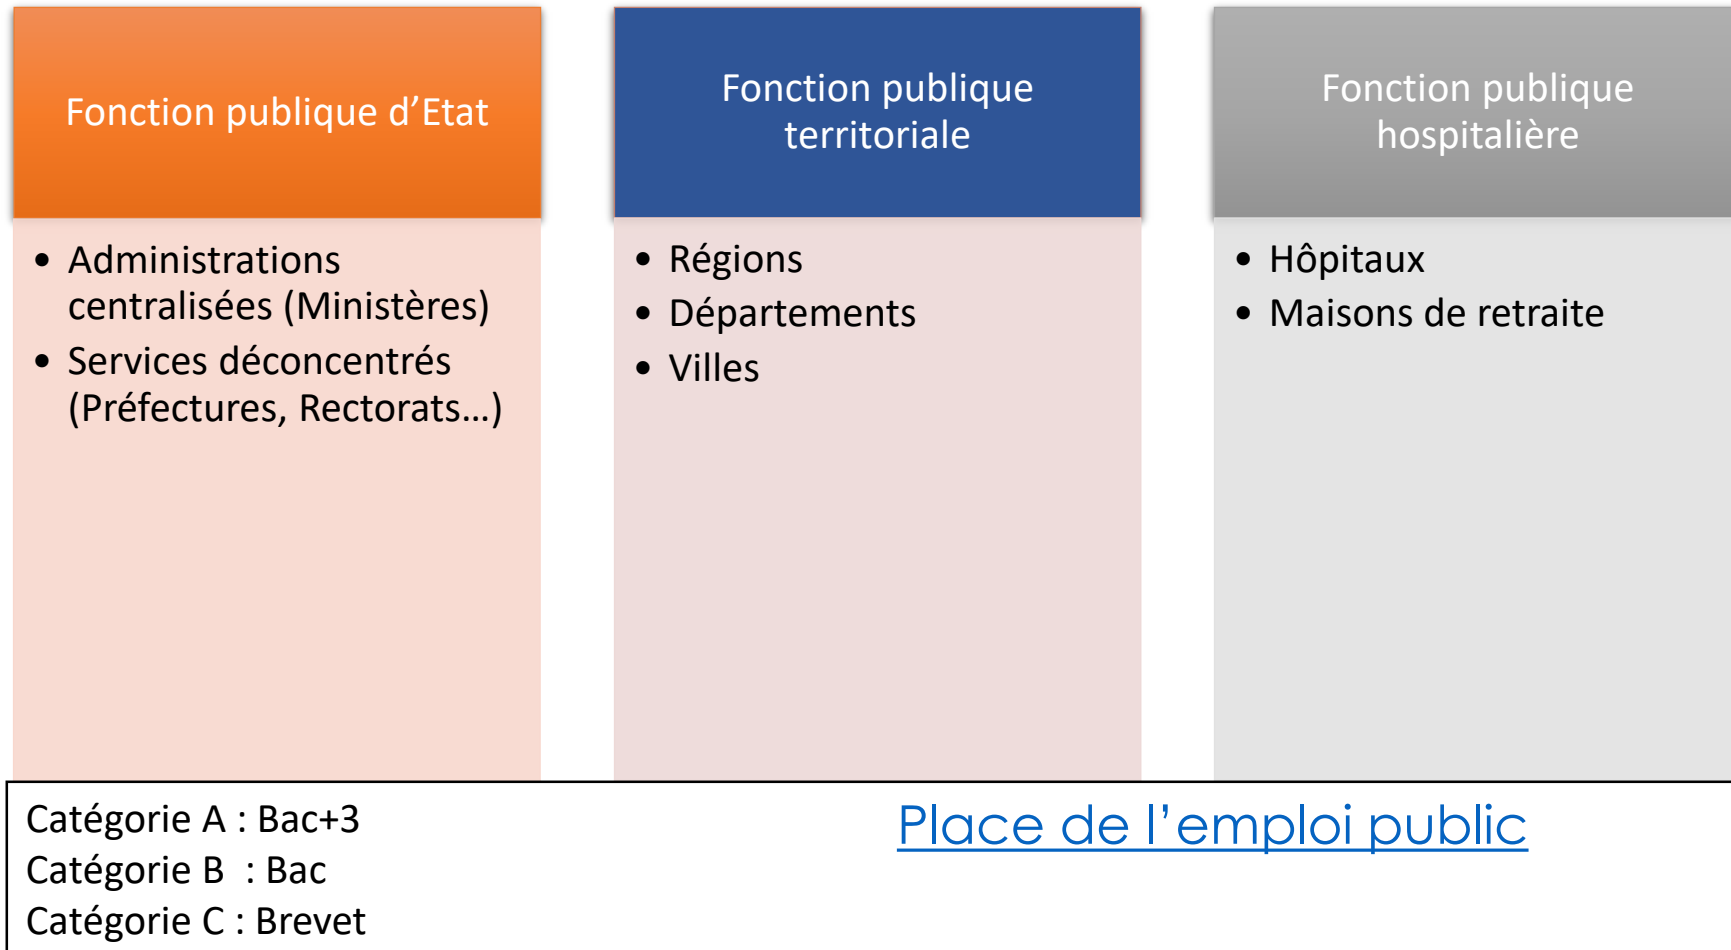 Fonction publique d’Etat
• Administrations
centralisées (Ministères)
• Services déconcentrés
(Préfectures, Rectorats…)
Fonction publique
territoriale
• Régions
• Départements
• Villes
Fonction publique
hospitalière
• Hôpitaux
• Maisons de retraite
Catégorie A : Bac+3
Catégorie B  : Bac
Catégorie C : Brevet
Place de l’emploi public